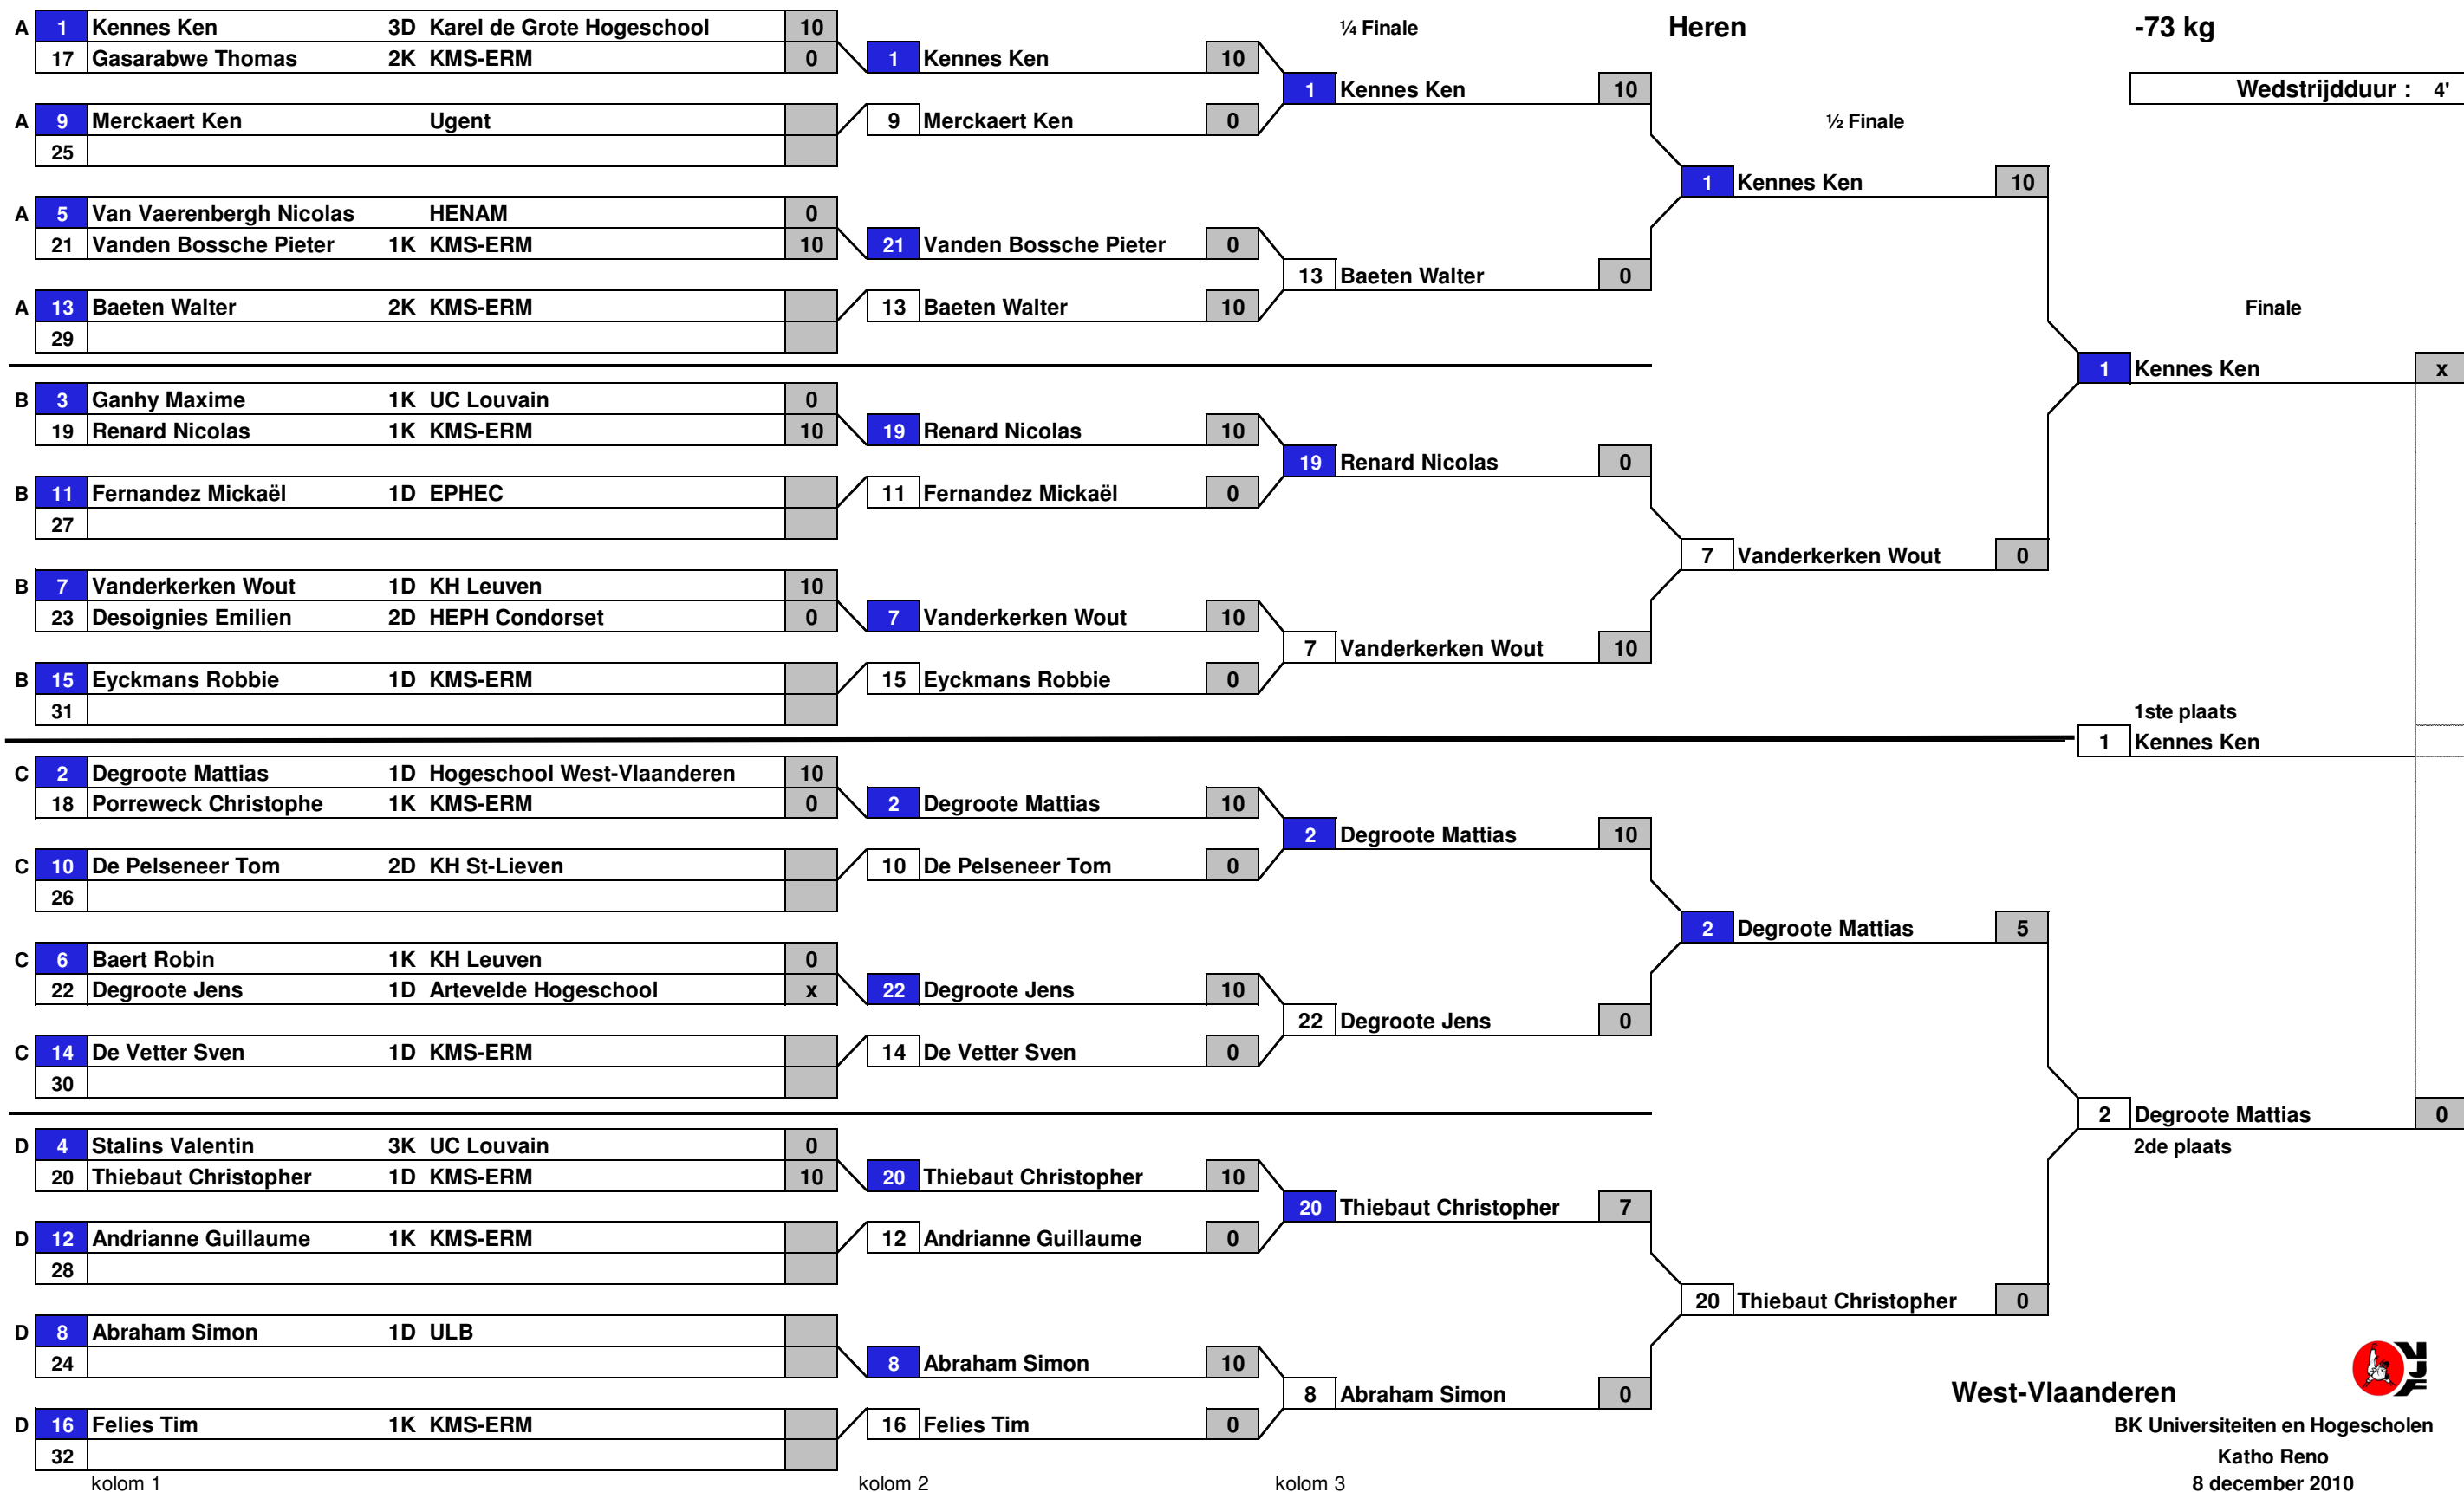 ¼ Finale Heren -73 kg
Wedstrijdduur : 4'
A 1 Kennes Ken 3D Karel de Grote Hogeschool 10
17 Gasarabwe Thomas 2K KMS-ERM 0
A 9 Merckaert Ken Ugent
25
A 5 Van Vaerenbergh Nicolas HENAM 0
21 Vanden Bossche Pieter 1K KMS-ERM 10
A 13 Baeten Walter 2K KMS-ERM
29
B 3 Ganhy Maxime 1K UC Louvain 0
19 Renard Nicolas 1K KMS-ERM 10
B 11 Fernandez Mickaël 1D EPHEC
27
B 7 Vanderkerken Wout 1D KH Leuven 10
23 Desoignies Emilien 2D HEPH Condorset 0
B 15 Eyckmans Robbie 1D KMS-ERM
31
C 2 Degroote Mattias 1D Hogeschool West-Vlaanderen 10
18 Porreweck Christophe 1K KMS-ERM 0
C 10 De Pelseneer Tom 2D KH St-Lieven
26
C 6 Baert Robin 1K KH Leuven 0
22 Degroote Jens 1D Artevelde Hogeschool x
C 14 De Vetter Sven 1D KMS-ERM
30
D 4 Stalins Valentin 3K UC Louvain 0
20 Thiebaut Christopher 1D KMS-ERM 10
D 12 Andrianne Guillaume 1K KMS-ERM
28
D 8 Abraham Simon 1D ULB
24
D 16 Felies Tim 1K KMS-ERM
32
kolom 1
1 Kennes Ken 10
9 Merckaert Ken 0
21 Vanden Bossche Pieter 0
13 Baeten Walter 10
19 Renard Nicolas 10
11 Fernandez Mickaël 0
7 Vanderkerken Wout 10
15 Eyckmans Robbie 0
2 Degroote Mattias 10
10 De Pelseneer Tom 0
22 Degroote Jens 10
14 De Vetter Sven 0
20 Thiebaut Christopher 10
12 Andrianne Guillaume 0
8 Abraham Simon 10
16 Felies Tim 0
kolom 2
1 Kennes Ken 10
13 Baeten Walter 0
19 Renard Nicolas 0
7 Vanderkerken Wout 10
2 Degroote Mattias 10
22 Degroote Jens 0
20 Thiebaut Christopher 7
8 Abraham Simon 0
kolom 3
½ Finale
1 Kennes Ken 10
7 Vanderkerken Wout 0
2 Degroote Mattias 5
20 Thiebaut Christopher 0
Finale
1 Kennes Ken x
1ste plaats
1 Kennes Ken
2 Degroote Mattias 0
2de plaats
VJF
West-Vlaanderen
BK Universiteiten en Hogescholen
Katho Reno
8 december 2010